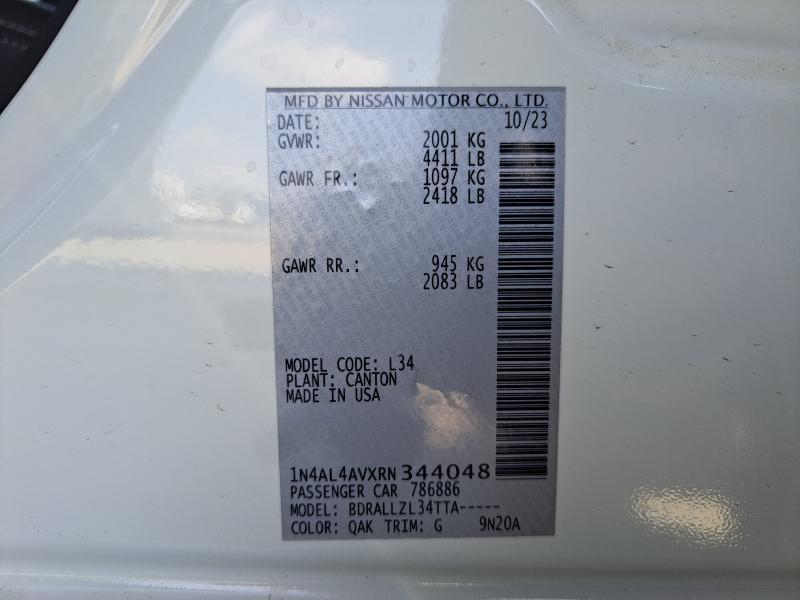 MFD BY NISSAN MOTOR CO., LTD.
DATE: 10/23
GVWR: 2001 KG
4411 LB
GAWR FR.: 1097 KG
2418 LB
GAWR RR.: 945 KG
2083 LB
MODEL CODE: L34
PLANT: CANTON
MADE IN USA
1N4AL4AVXRN344048
PASSENGER CAR 786886
MODEL: BDRALLZL34TTA-----
COLOR: QAK TRIM: G 9N20A